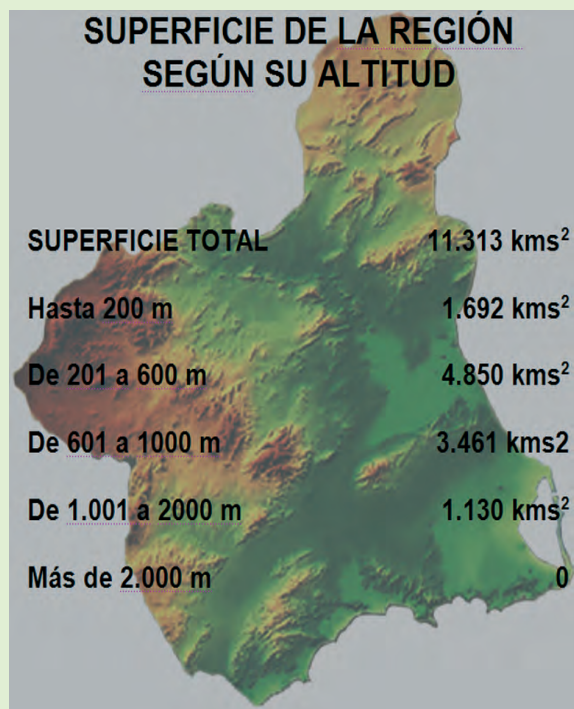 SUPERFICIE DE LA REGIÓN
SEGÚN SU ALTITUD
SUPERFICIE TOTAL 11.313 kms²
Hasta 200 m 1.692 kms²
De 201 a 600 m 4.850 kms²
De 601 a 1000 m 3.461 kms2
De 1.001 a 2000 m 1.130 kms²
Más de 2.000 m 0